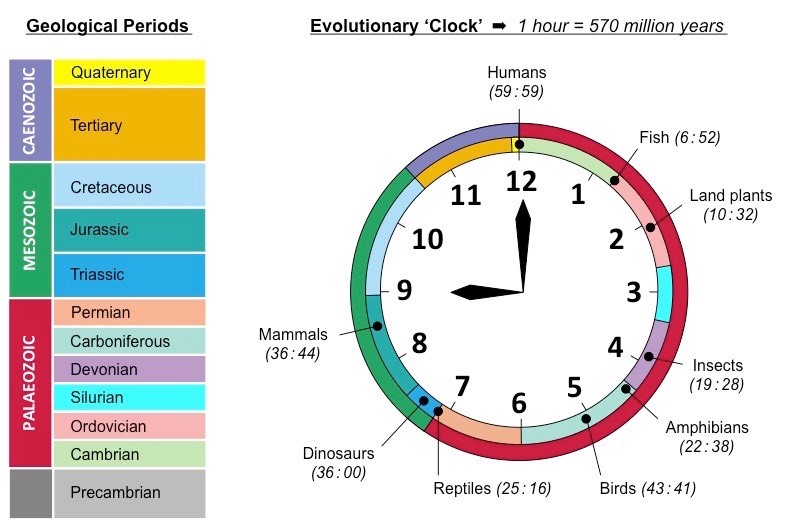 Geological Periods
Evolutionary ‘Clock’ ➡ 1 hour = 570 million years
CAENOZOIC
Quaternary
Tertiary
MESOZOIC
Cretaceous
Jurassic
Triassic
PALAEOZOIC
Permian
Carboniferous
Devonian
Silurian
Ordovician
Cambrian
Precambrian
Humans
(59 : 59)
Fish (6 : 52)
Land plants
(10 : 32)
Insects
(19 : 28)
Amphibians
(22 : 38)
Birds (43 : 41)
Reptiles (25 : 16)
Dinosaurs
(36 : 00)
Mammals
(36 : 44)
12
1
2
3
4
5
6
7
8
9
10
11